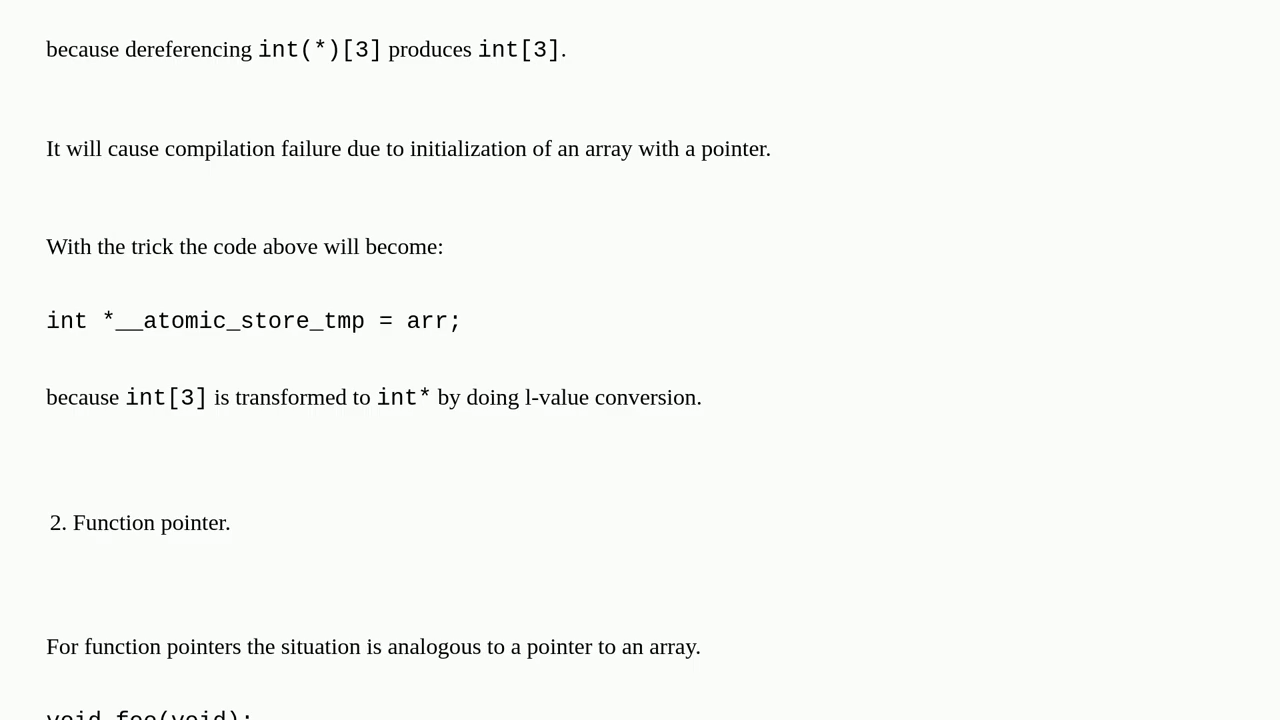 because dereferencing int(*)[3] produces int[3].
It will cause compilation failure due to initialization of an array with a pointer.
With the trick the code above will become:
int *__atomic_store_tmp = arr;
because int[3] is transformed to int* by doing l-value conversion.
2. Function pointer.
For function pointers the situation is analogous to a pointer to an array.
void foo(void);